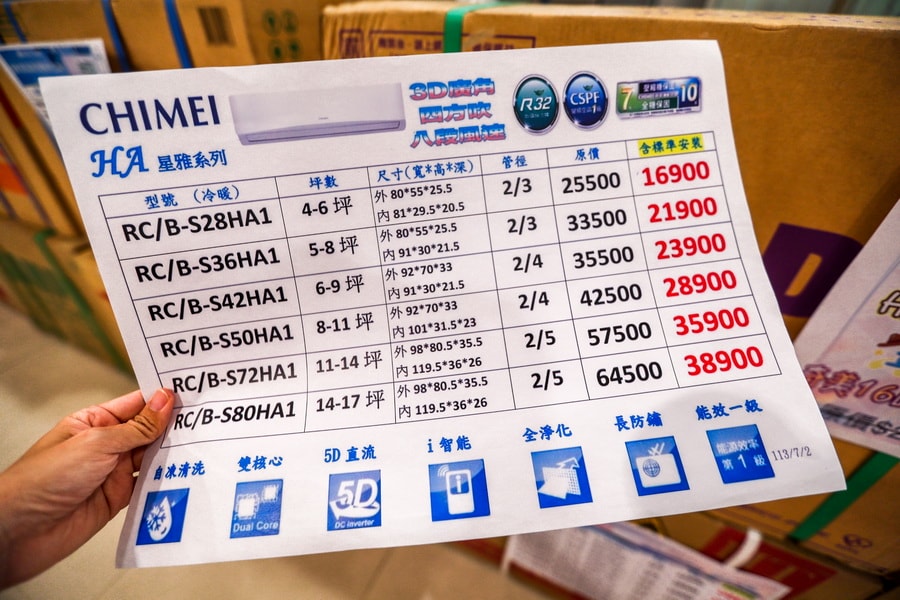 CHIMEI
HA 星雅系列
3D廣角
四方吹
八段風速
R32
CSPF
7
10
全機保固
型號 (冷暖) 坪數 尺寸(寬*高*深) 管徑 原價 含標準安裝
RC/B-S28HA1 4-6 坪 外 80*55*25.5 2/3 25500 16900
內 81*29.5*20.5
RC/B-S36HA1 5-8 坪 外 80*55*25.5 2/3 33500 21900
內 91*30*21.5
RC/B-S42HA1 6-9 坪 外 92*70*33 2/4 35500 23900
內 91*30*21.5
RC/B-S50HA1 8-11 坪 外 92*70*33 2/4 42500 28900
內 101*31.5*23
RC/B-S72HA1 11-14 坪 外 98*80.5*35.5 2/5 57500 35900
內 119.5*36*26
RC/B-S80HA1 14-17 坪 外 98*80.5*35.5 2/5 64500 38900
內 119.5*36*26
自凍清洗 雙核心 5D 直流 i 智能 全淨化 長防鏽 能效一級
Dual Core
5D
DC Inverter
i
能源效率
第 1 級
113/7/2